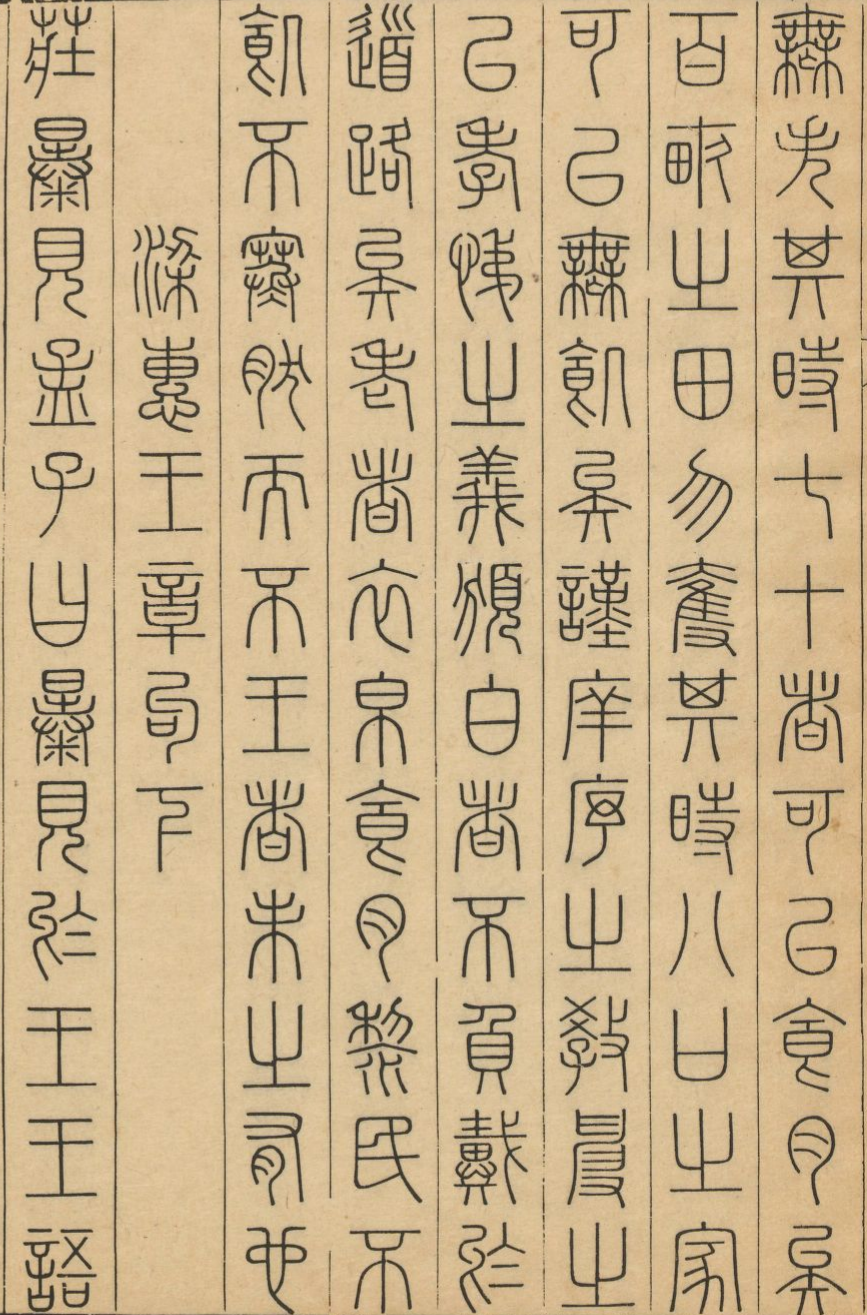 無失其時七十者可以食肉矣
百畝之田勿奪其時八口之家
可以無飢矣謹庠序之教𦥔之
以孝悌之義頒白者不負戴於
道路矣老者衣帛食肉黎民不
飢不寒然而不王者未之有也
梁惠王章句下
莊暴見孟子曰暴見於王王語